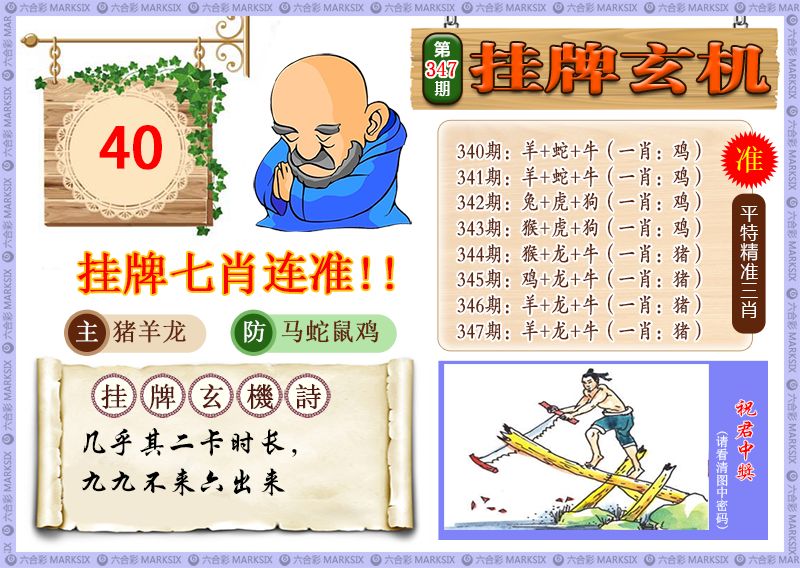 六合彩 MARKSIX
第347期
挂牌玄机
40
挂牌七肖连准!!
主 猪羊龙
防 马蛇鼠鸡
挂牌玄機詩
几乎其二卡时长，
九九不来六出来
340期：羊+蛇+牛（一肖：鸡）
341期：羊+蛇+牛（一肖：鸡）
342期：兔+虎+狗（一肖：鸡）
343期：猴+虎+狗（一肖：鸡）
344期：猴+龙+牛（一肖：猪）
345期：鸡+龙+牛（一肖：猪）
346期：羊+龙+牛（一肖：猪）
347期：羊+龙+牛（一肖：猪）
准
平特精准三肖
祝君中奖
(请看清图中密码)